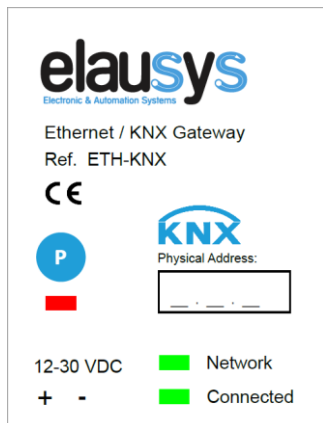 elausys
Electronic & Automation Systems
Ethernet / KNX Gateway
Ref. ETH-KNX
CE
P
KNX
Physical Address:
__ . __ . __
12-30 VDC
+ -
Network
Connected